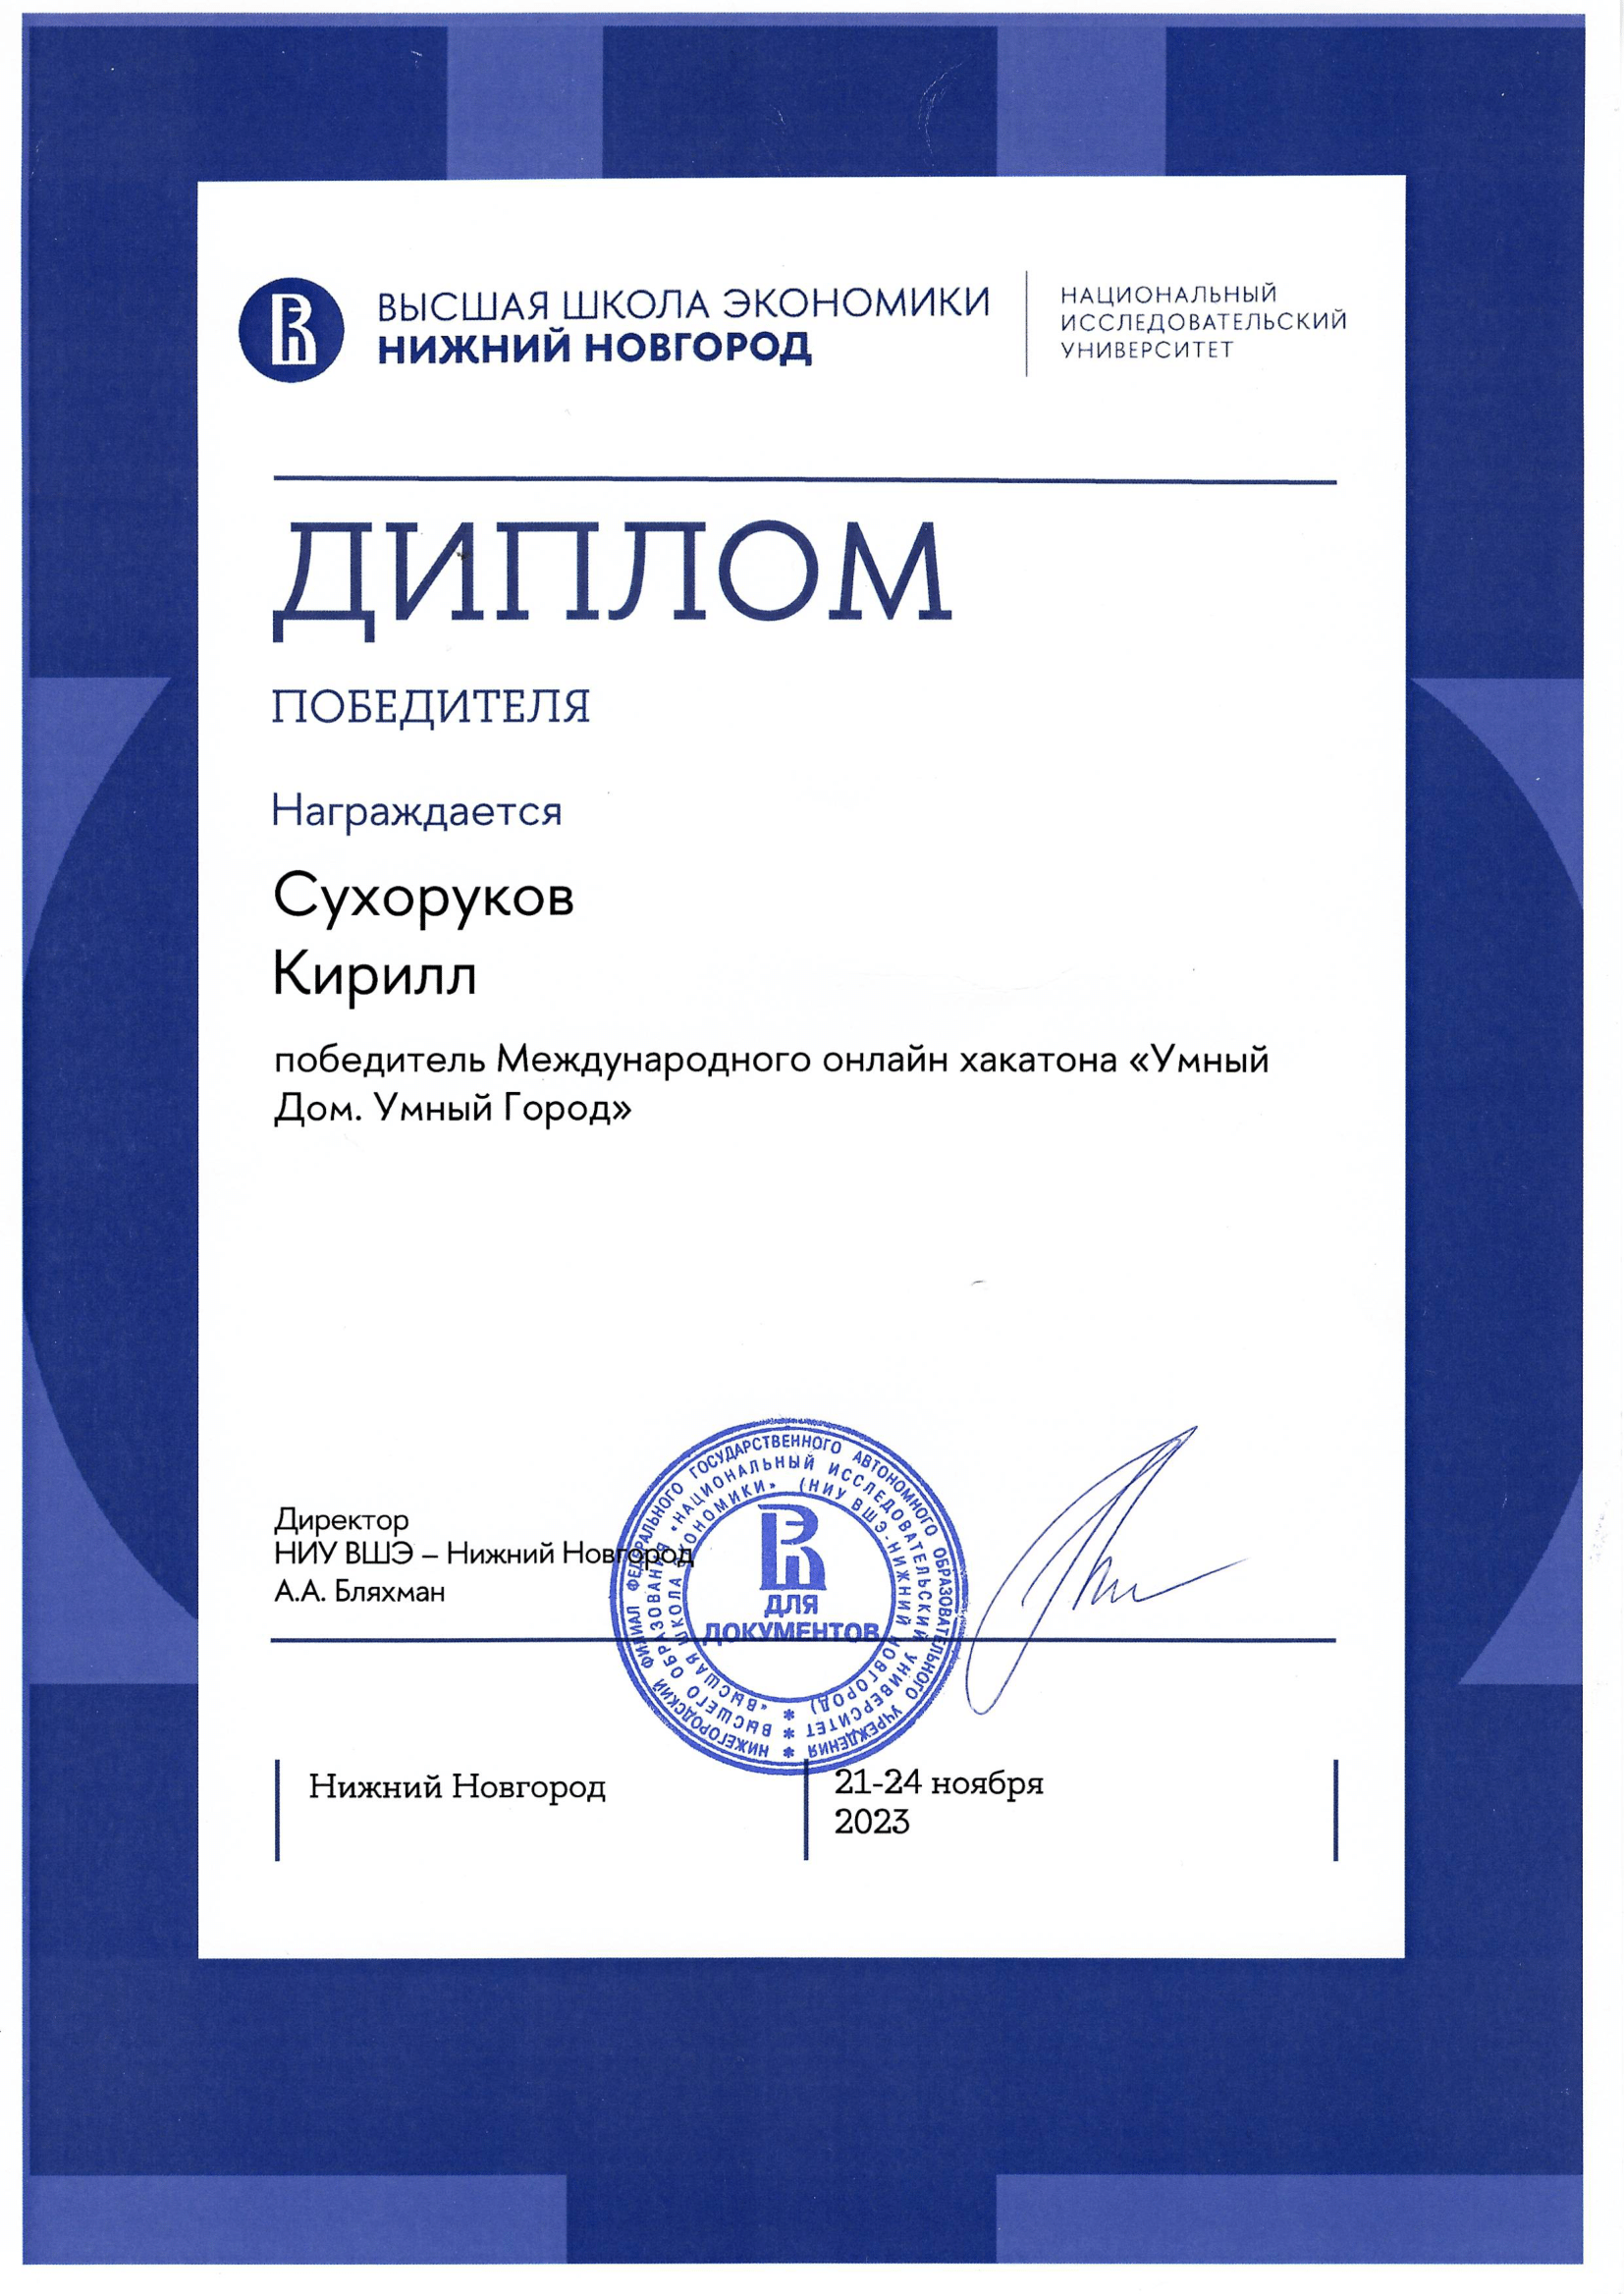 ВЫСШАЯ ШКОЛА ЭКОНОМИКИ
НИЖНИЙ НОВГОРОД
НАЦИОНАЛЬНЫЙ
ИССЛЕДОВАТЕЛЬСКИЙ
УНИВЕРСИТЕТ
ДИПЛОМ
ПОБЕДИТЕЛЯ
Награждается
Сухоруков
Кирилл
победитель Международного онлайн хакатона «Умный
Дом. Умный Город»
Директор
НИУ ВШЭ – Нижний Новгород
А.А. Бляхман
НИЖЕГОРОДСКИЙ ФИЛИАЛ ФЕДЕРАЛЬНОГО ГОСУДАРСТВЕННОГО АВТОНОМНОГО ОБРАЗОВАТЕЛЬНОГО УЧРЕЖДЕНИЯ
ВЫСШЕГО ОБРАЗОВАНИЯ «НАЦИОНАЛЬНЫЙ ИССЛЕДОВАТЕЛЬСКИЙ УНИВЕРСИТЕТ
«ВЫСШАЯ ШКОЛА ЭКОНОМИКИ» (НИУ ВШЭ-НИЖНИЙ НОВГОРОД)
ДЛЯ
ДОКУМЕНТОВ
Нижний Новгород
21-24 ноября
2023